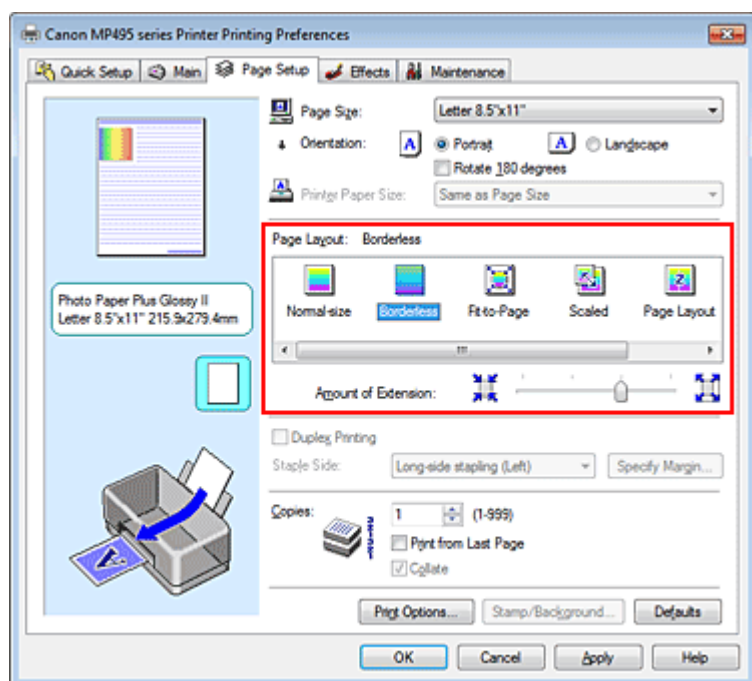 Canon MP495 series Printer Printing Preferences
Quick Setup Main Page Setup Effects Maintenance
Page Size: Letter 8.5"x11"
Orientation: A Portrait A Landscape
Rotate 180 degrees
Printer Paper Size: Same as Page Size
Page Layout: Borderless
Normal-size Borderless Fit-to-Page Scaled Page Layout
Photo Paper Plus Glossy II
Letter 8.5"x11" 215.9x279.4mm
Amount of Extension:
Duplex Printing
Staple Side: Long-side stapling (Left) Specify Margin...
Copies: 1 (1-999)
Print from Last Page
Collate
Print Options... Stamp/Background... Defaults
OK Cancel Apply Help